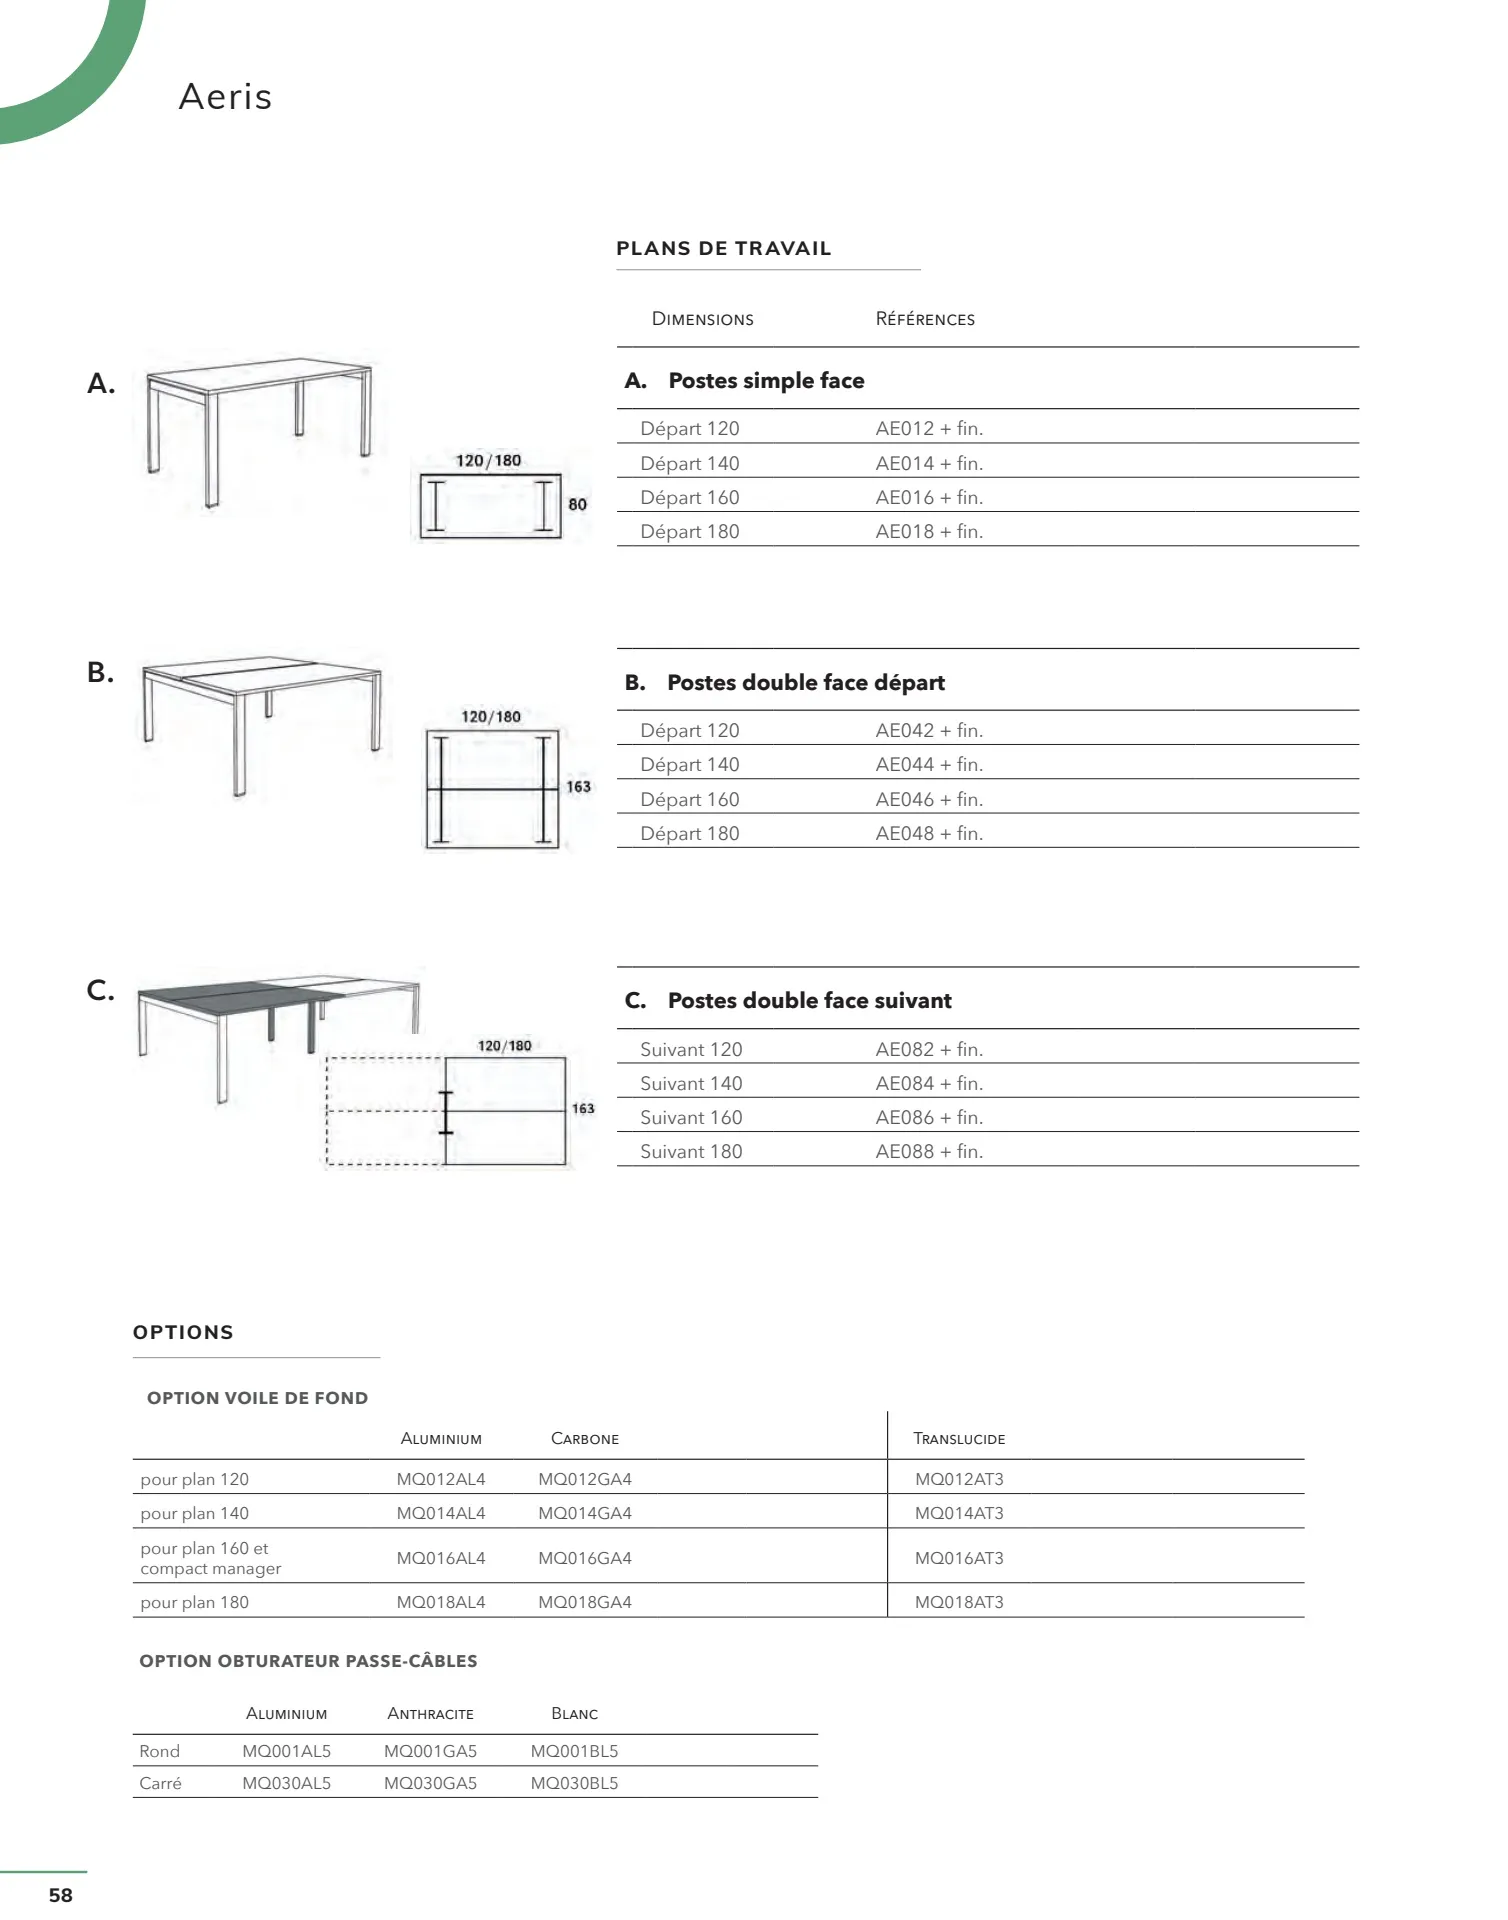 Aeris
PLANS DE TRAVAIL
Dimensions Références
A.
120/180
80
A. Postes simple face
Départ 120 AE012 + fin.
Départ 140 AE014 + fin.
Départ 160 AE016 + fin.
Départ 180 AE018 + fin.
B.
120/180
163
B. Postes double face départ
Départ 120 AE042 + fin.
Départ 140 AE044 + fin.
Départ 160 AE046 + fin.
Départ 180 AE048 + fin.
C.
120/180
163
C. Postes double face suivant
Suivant 120 AE082 + fin.
Suivant 140 AE084 + fin.
Suivant 160 AE086 + fin.
Suivant 180 AE088 + fin.
OPTIONS
OPTION VOILE DE FOND
Aluminium Carbone Translucide
pour plan 120 MQ012AL4 MQ012GA4 MQ012AT3
pour plan 140 MQ014AL4 MQ014GA4 MQ014AT3
pour plan 160 et
compact manager MQ016AL4 MQ016GA4 MQ016AT3
pour plan 180 MQ018AL4 MQ018GA4 MQ018AT3
OPTION OBTURATEUR PASSE-CÂBLES
Aluminium Anthracite Blanc
Rond MQ001AL5 MQ001GA5 MQ001BL5
Carré MQ030AL5 MQ030GA5 MQ030BL5
58